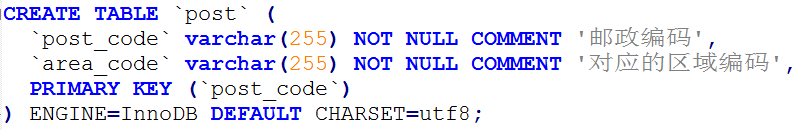 CREATE TABLE `post` (
`post_code` varchar(255) NOT NULL COMMENT '邮政编码',
`area_code` varchar(255) NOT NULL COMMENT '对应的区域编码',
PRIMARY KEY (`post_code`)
) ENGINE=InnoDB DEFAULT CHARSET=utf8;